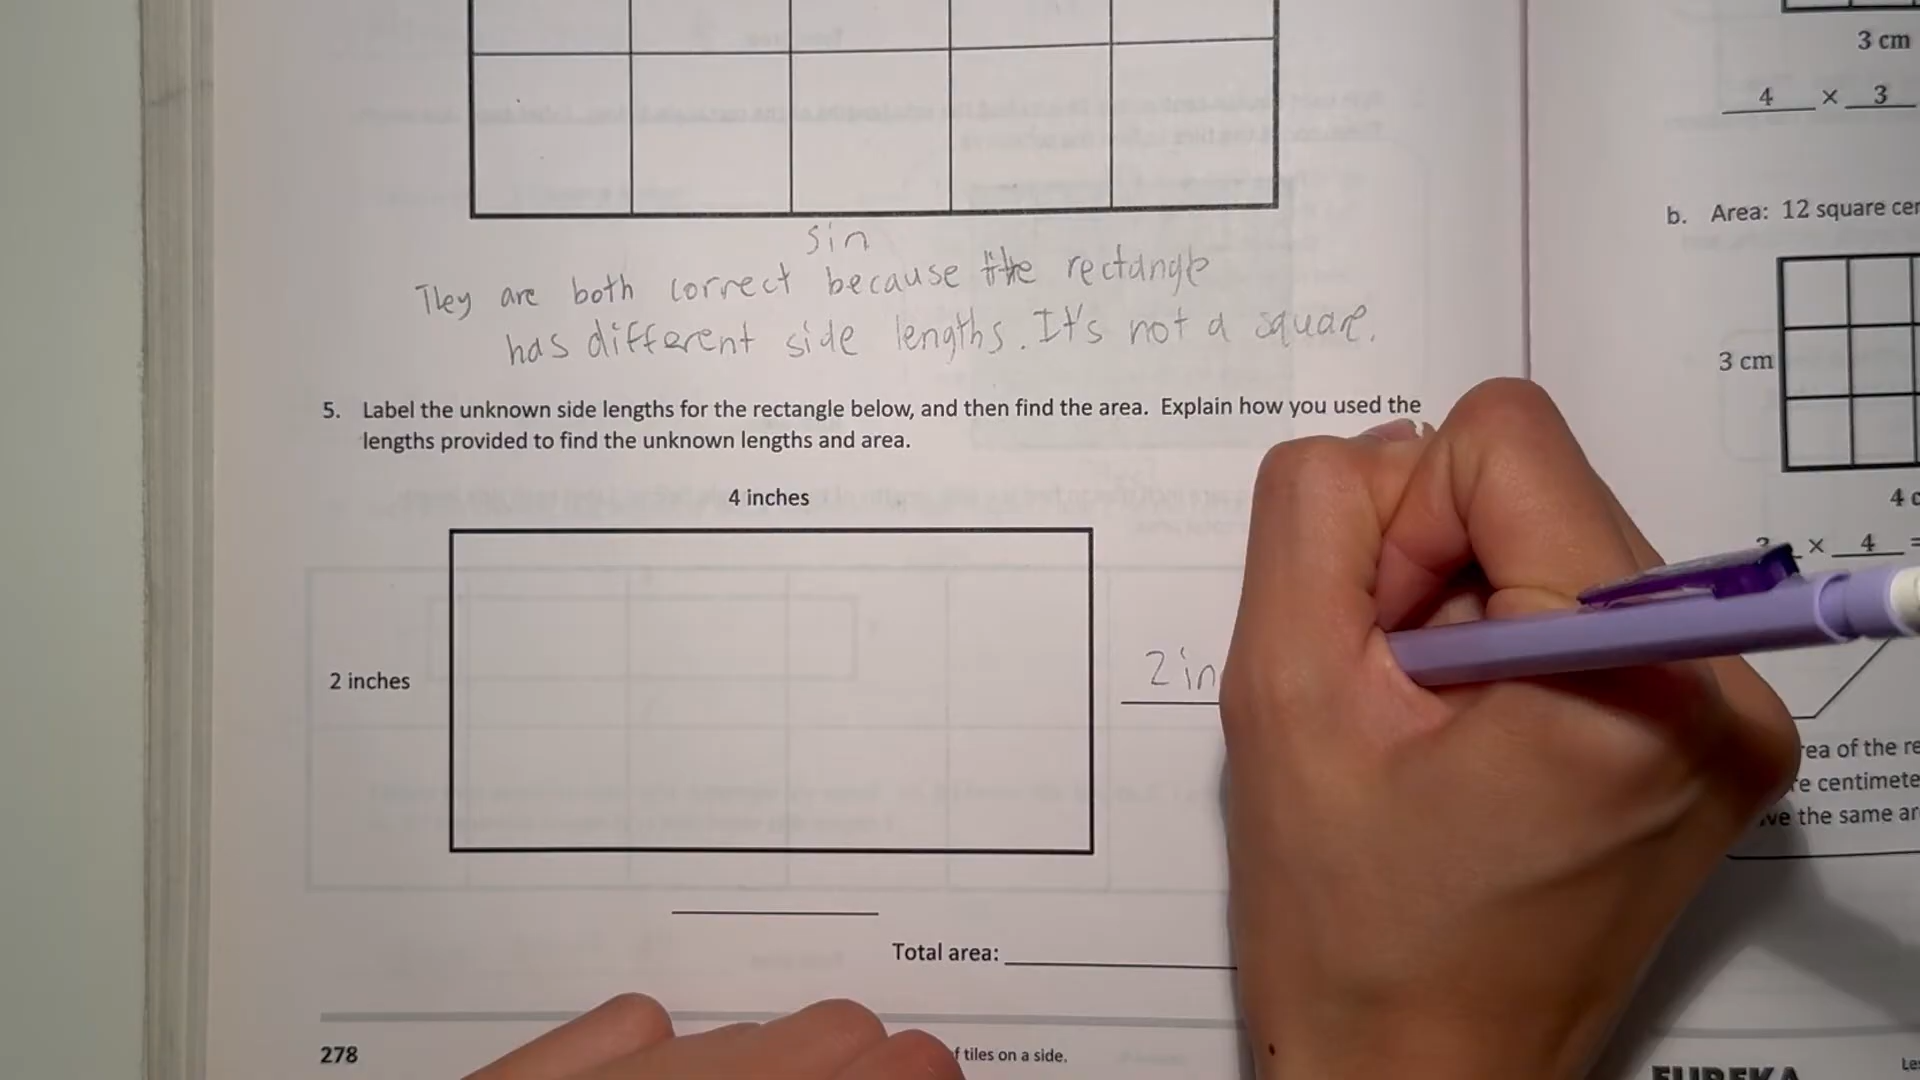 5in
They are both correct because the rectangle
has different side lengths. It's not a square.
5. Label the unknown side lengths for the rectangle below, and then find the area. Explain how you used the
lengths provided to find the unknown lengths and area.
4 inches
2 inches
2 in
Total area:
278
f tiles on a side.
3 cm
4 × 3
b. Area: 12 square cen
3 cm
4 c
× 4 =
rea of the re
re centimete
ve the same ar
EUREKA
Les